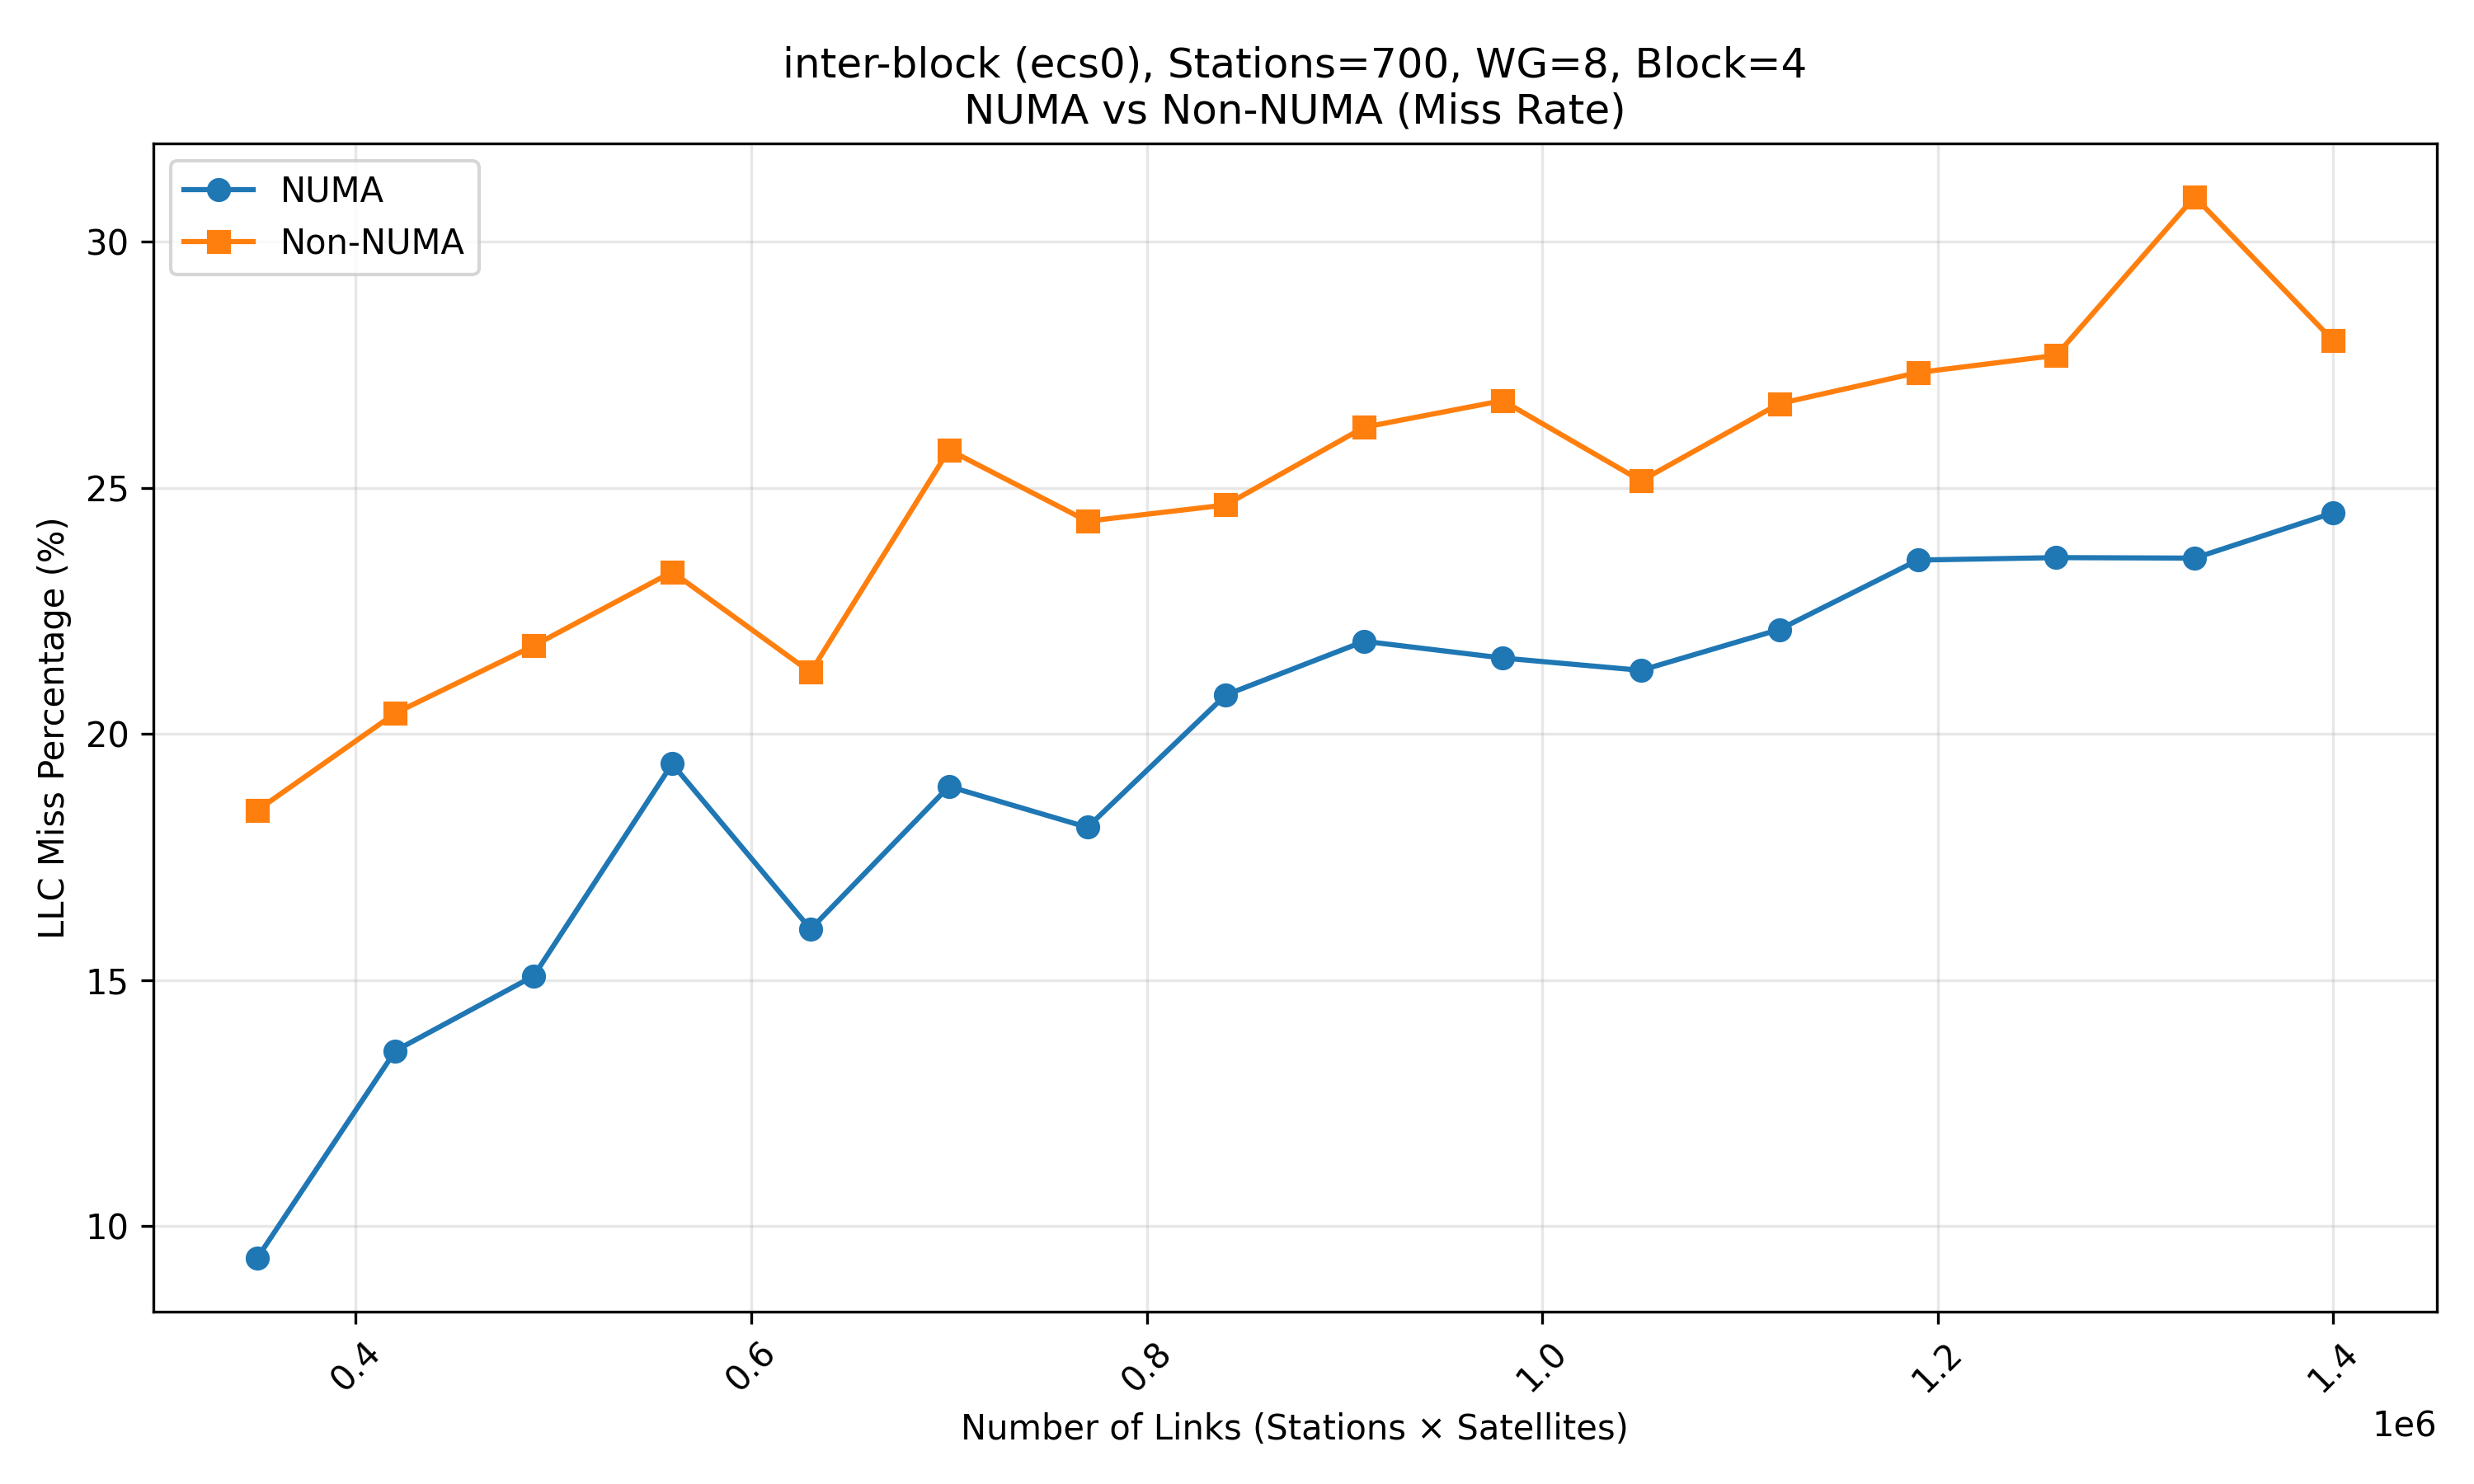 inter-block (ecs0), Stations=700, WG=8, Block=4
NUMA vs Non-NUMA (Miss Rate)
NUMA
Non-NUMA
LLC Miss Percentage (%)
30
25
20
15
10
0.4
0.6
0.8
1.0
1.2
1.4
1e6
Number of Links (Stations × Satellites)